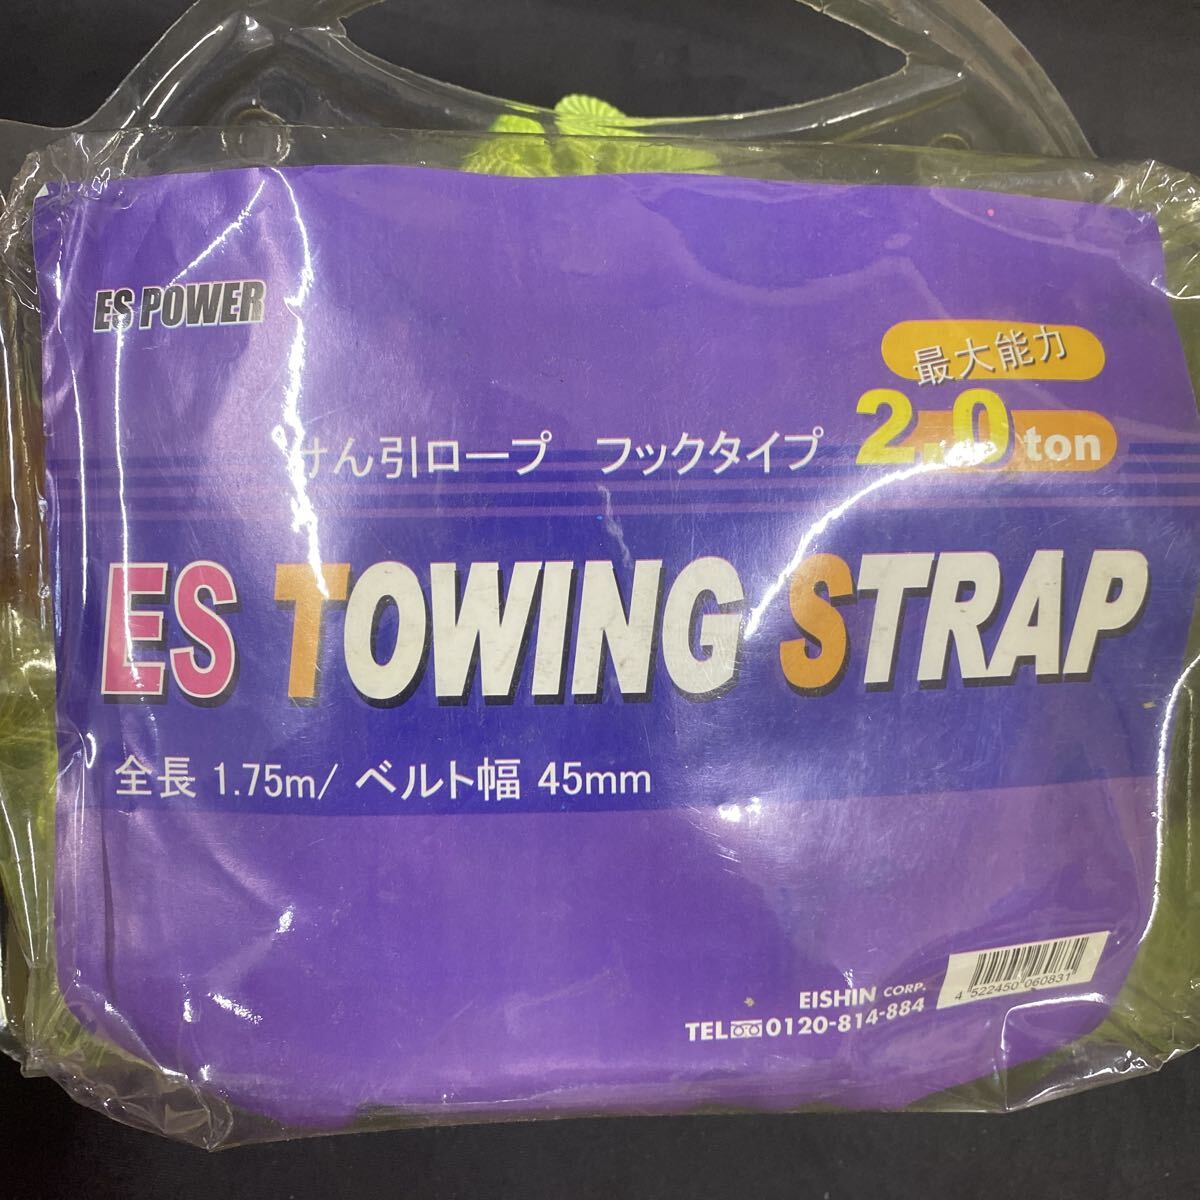 ES POWER
最大能力
けん引ロープ フックタイプ 2.0 ton
ES TOWING STRAP
全長 1.75m/ ベルト幅 45mm
4 522450 060831
EISHIN CORP.
TEL 0120-814-884